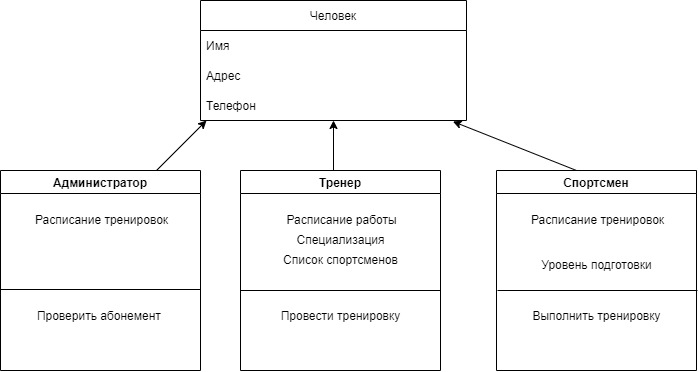 Человек
Имя
Адрес
Телефон
Администратор
Расписание тренировок
Проверить абонемент
Тренер
Расписание работы
Специализация
Список спортсменов
Провести тренировку
Спортсмен
Расписание тренировок
Уровень подготовки
Выполнить тренировку